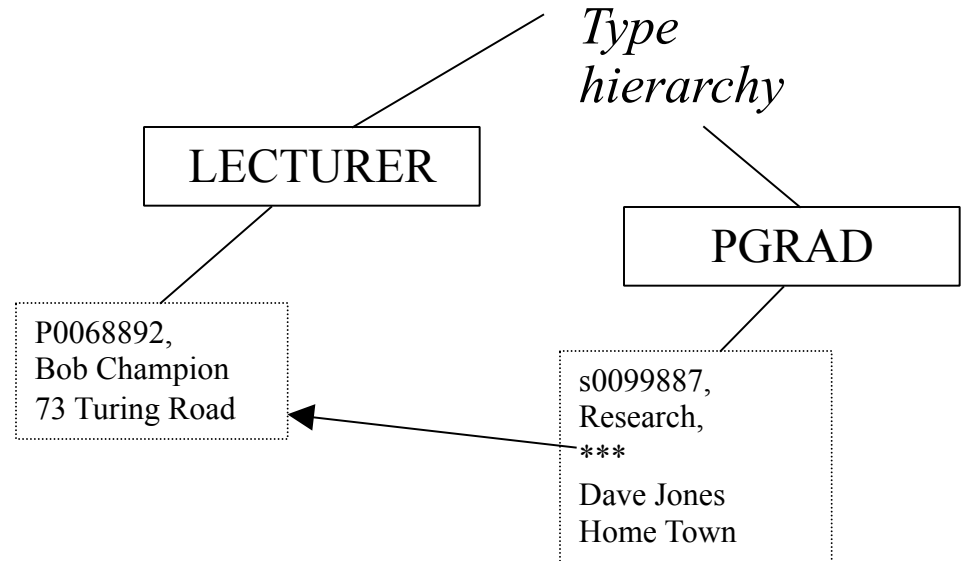 Type
hierarchy
LECTURER
PGRAD
P0068892,
Bob Champion
73 Turing Road
s0099887,
Research,
***
Dave Jones
Home Town